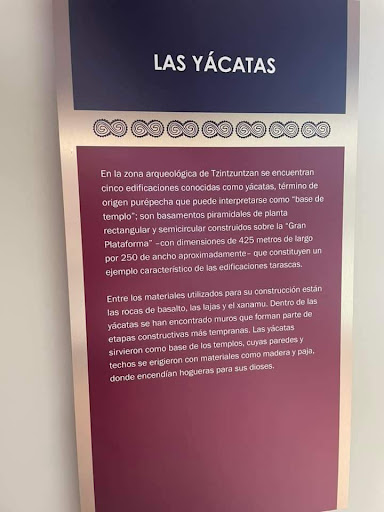 LAS YÁCATAS
En la zona arqueológica de Tzintzuntzan se encuentran
cinco edificaciones conocidas como yácatas, término de
origen purépecha que puede interpretarse como “base de
templo”; son basamentos piramidales de planta
rectangular y semicircular construidos sobre la “Gran
Plataforma” –con dimensiones de 425 metros de largo
por 250 de ancho aproximadamente– que constituyen un
ejemplo característico de las edificaciones tarascas.
Entre los materiales utilizados para su construcción están
las rocas de basalto, las lajas y el xanamu. Dentro de las
yácatas se han encontrado muros que forman parte de
etapas constructivas más tempranas. Las yácatas
sirvieron como base de los templos, cuyas paredes y
techos se erigieron con materiales como madera y paja,
donde encendían hogueras para sus dioses.